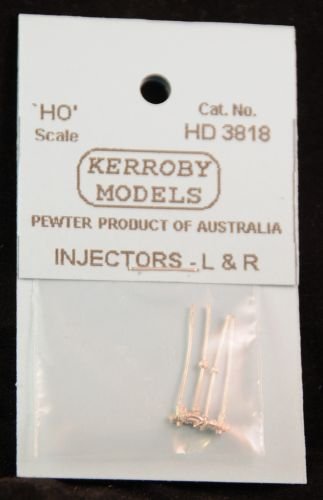 `HO'
Scale
Cat. No.
HD 3818
KERROBY
MODELS
PEWTER PRODUCT OF AUSTRALIA
INJECTORS - L & R